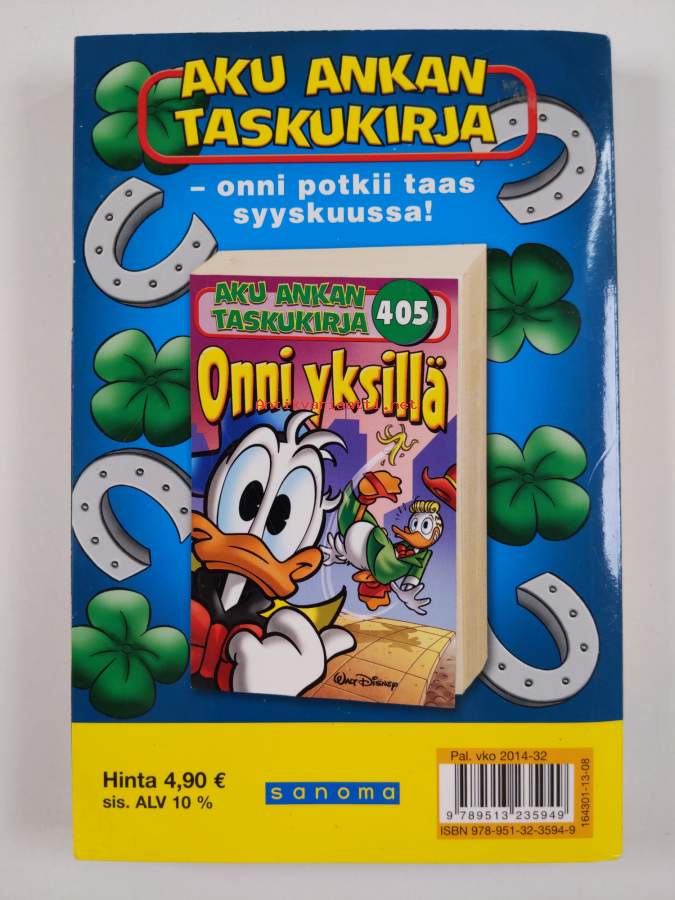 AKU ANKAN
TASKUKIRJA
– onni potkii taas
syyskuussa!
AKU ANKAN
TASKUKIRJA
405
Onni yksillä
Antikvariaatti.net
WALT DISNEY
Hinta 4,90 €
sis. ALV 10 %
sanoma
Pal. vko 2014-32
9 789513 235949
ISBN 978-951-32-3594-9
164301-13-08